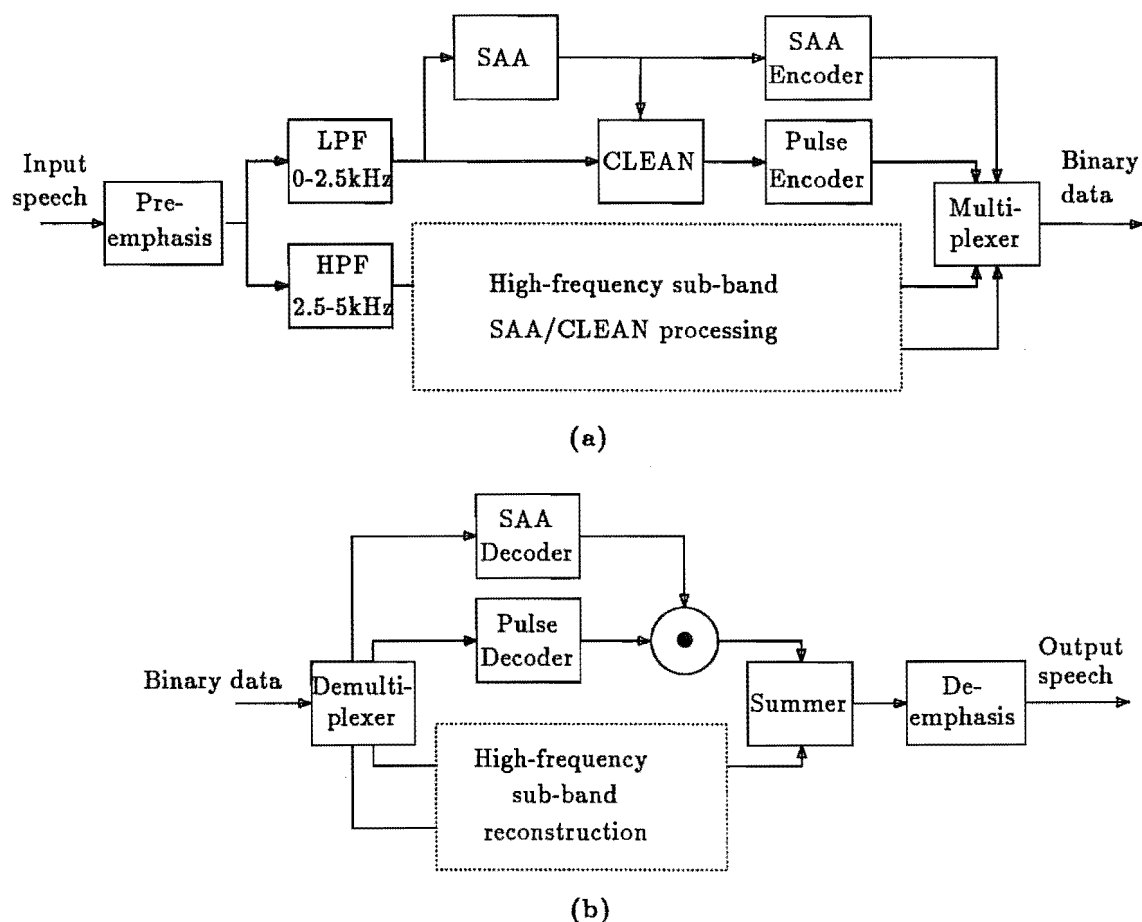 SAA
SAA
Encoder
LPF
0-2.5kHz
CLEAN
Pulse
Encoder
Input
speech
Pre-
emphasis
Binary
data
Multi-
plexer
HPF
2.5-5kHz
High-frequency sub-band
SAA/CLEAN processing
(a)
SAA
Decoder
Pulse
Decoder
Binary data
Demulti-
plexer
Summer
De-
emphasis
Output
speech
High-frequency
sub-band
reconstruction
(b)